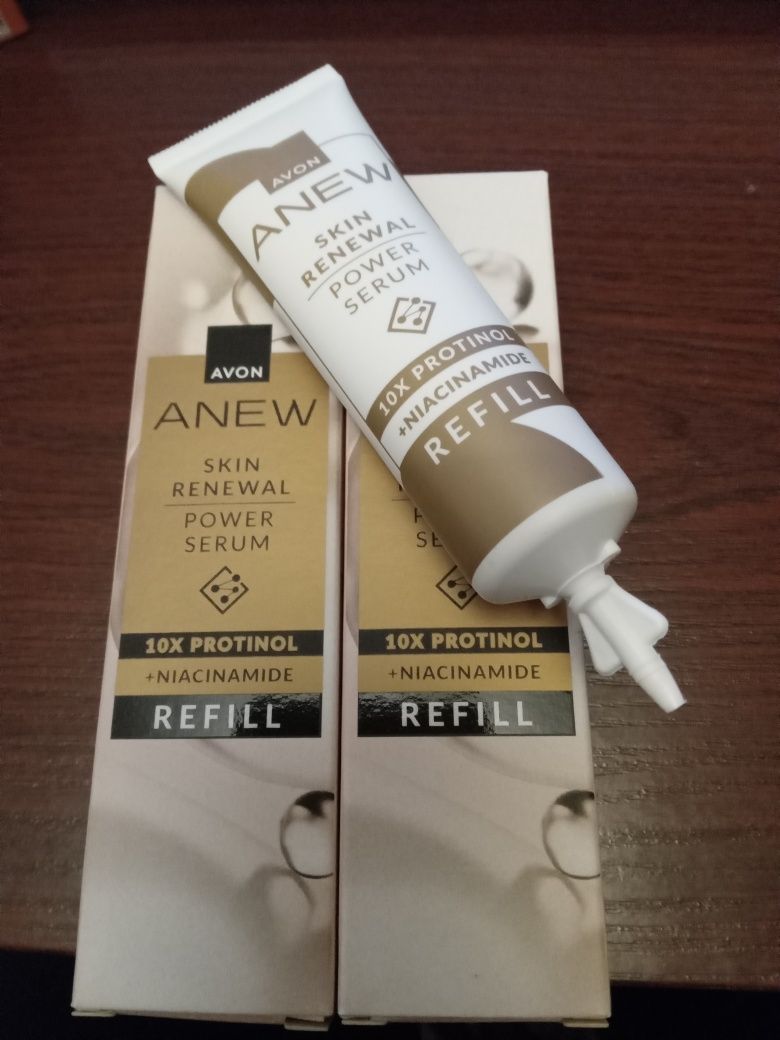 AVON
ANEW
SKIN
RENEWAL
POWER
SERUM
10X PROTINOL
+NIACINAMIDE
REFILL
AVON
ANEW
SKIN
RENEWAL
POWER
SERUM
10X PROTINOL
+NIACINAMIDE
REFILL
10X PROTINOL
+NIACINAMIDE
REFILL